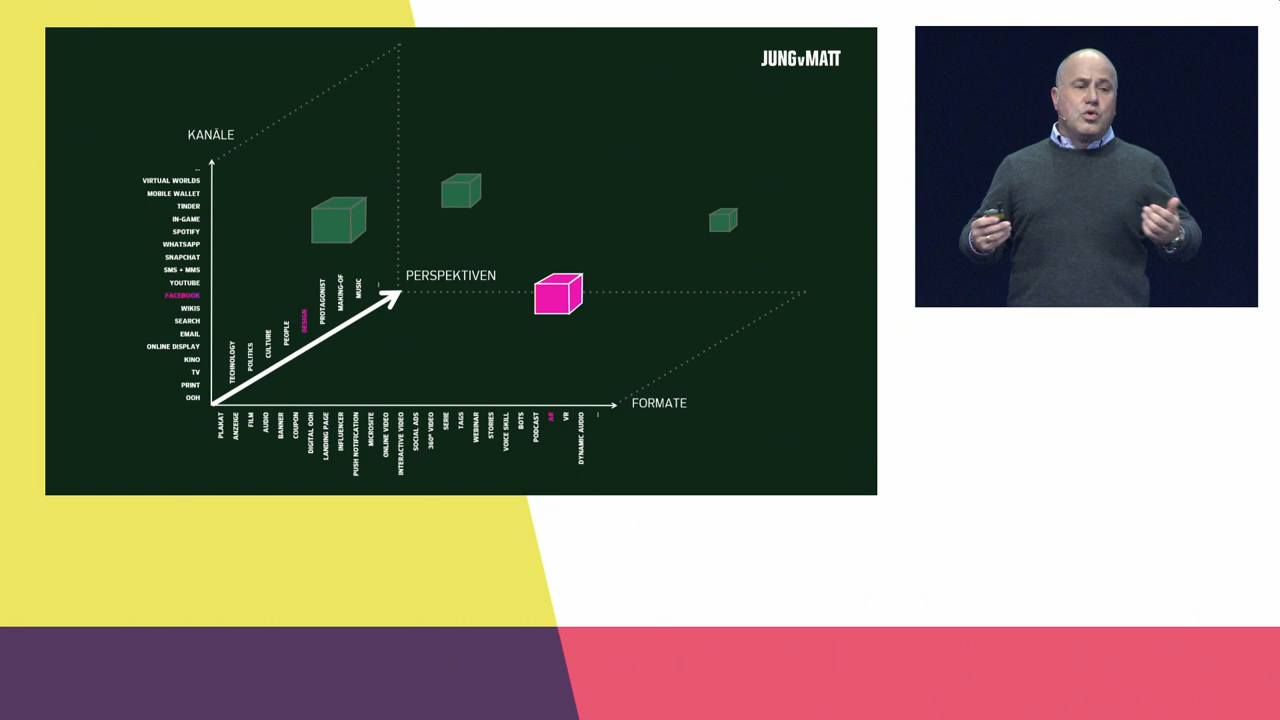 JUNGvMATT
KANÄLE
...
VIRTUAL WORLDS
MOBILE WALLET
TINDER
IN-GAME
SPOTIFY
WHATSAPP
SNAPCHAT
SMS + MMS
YOUTUBE
FACEBOOK
WIKIS
SEARCH
EMAIL
ONLINE DISPLAY
KINO
TV
PRINT
OOH
PERSPEKTIVEN
TECHNOLOGY
POLITICS
CULTURE
PEOPLE
DESIGN
PROTAGONIST
MAKING-OF
MUSIC
...
FORMATE
PLAKAT
ANZEIGE
FILM
AUDIO
BANNER
COUPON
DIGITAL OOH
LANDING PAGE
INFLUENCER
PUSH NOTIFICATION
MICROSITE
ONLINE VIDEO
INTERACTIVE VIDEO
SOCIAL ADS
360° VIDEO
SERIE
TAGS
WEBINAR
STORIES
VOICE SKILL
BOTS
PODCAST
AR
VR
DYNAMIC AUDIO
...